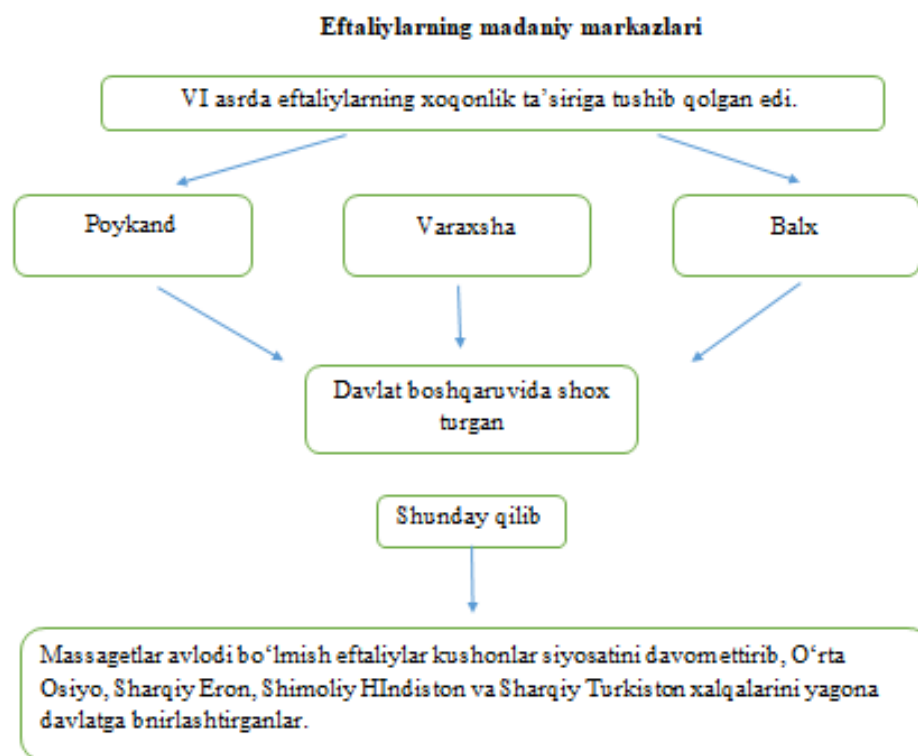 Eftaliylarning madaniy markazlari
VI asrda eftaliylarning xoqonlik ta’siriga tushib qolgan edi.
Poykand
Varaxsha
Balx
Davlat boshqaruvida shox
turgan
Shunday qilib
Massagetlar avlodi bo‘lmish eftaliylar kushonlar siyosatini davom ettirib, O‘rta
Osiyo, Sharqiy Eron, Shimoliy HIndiston va Sharqiy Turkiston xalqalarini yagona
davlatga bnirlashtirganlar.